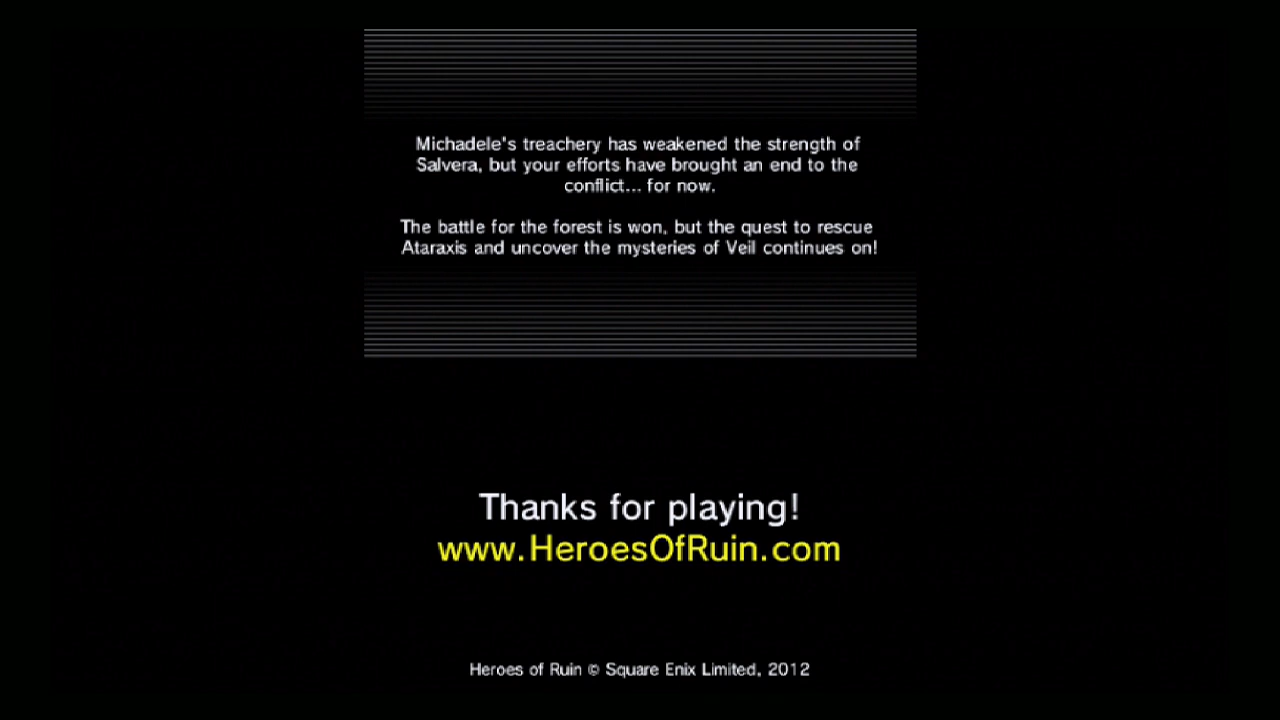 Michadele's treachery has weakened the strength of
Salvera, but your efforts have brought an end to the
conflict... for now.
The battle for the forest is won, but the quest to rescue
Ataraxis and uncover the mysteries of Veil continues on!
Thanks for playing!
www.HeroesOfRuin.com
Heroes of Ruin © Square Enix Limited, 2012